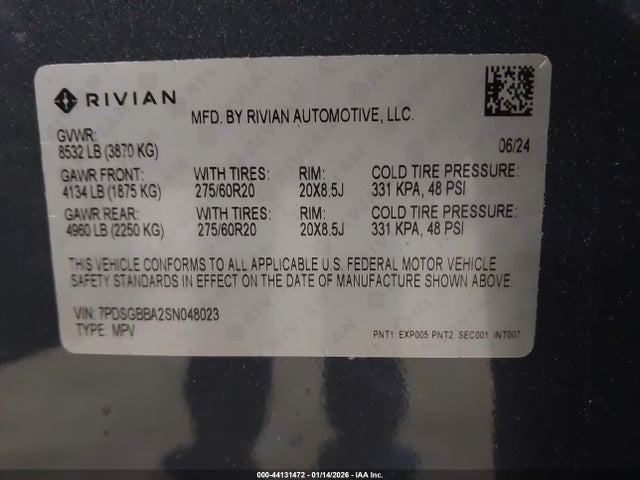 RIVIAN
MFD. BY RIVIAN AUTOMOTIVE, LLC.
GVWR:
8532 LB (3870 KG)
06/24
GAWR FRONT: WITH TIRES: RIM: COLD TIRE PRESSURE:
4134 LB (1875 KG) 275/60R20 20X8.5J 331 KPA, 48 PSI
GAWR REAR: WITH TIRES: RIM: COLD TIRE PRESSURE:
4960 LB (2250 KG) 275/60R20 20X8.5J 331 KPA, 48 PSI
THIS VEHICLE CONFORMS TO ALL APPLICABLE U.S. FEDERAL MOTOR VEHICLE
SAFETY STANDARDS IN EFFECT ON THE DATE OF MANUFACTURE SHOWN ABOVE.
VIN: 7PDSGBBA2SN048023
TYPE: MPV
PNT1: EXP005 PNT2: SEC001 INT007
000-44131472 - 01/14/2026 - IAA Inc.